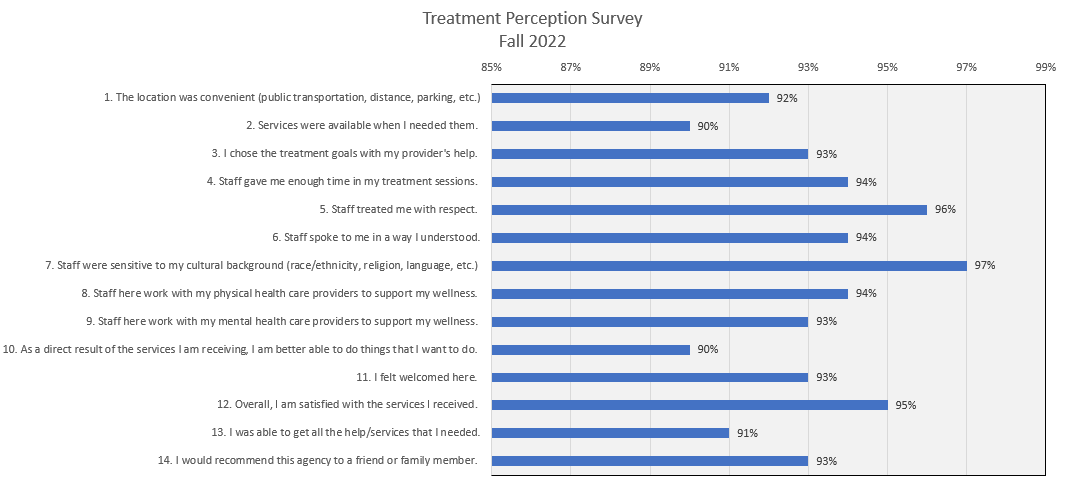 Treatment Perception Survey
Fall 2022
85% 87% 89% 91% 93% 95% 97% 99%
1. The location was convenient (public transportation, distance, parking, etc.) 92%
2. Services were available when I needed them. 90%
3. I chose the treatment goals with my provider's help. 93%
4. Staff gave me enough time in my treatment sessions. 94%
5. Staff treated me with respect. 96%
6. Staff spoke to me in a way I understood. 94%
7. Staff were sensitive to my cultural background (race/ethnicity, religion, language, etc.) 97%
8. Staff here work with my physical health care providers to support my wellness. 94%
9. Staff here work with my mental health care providers to support my wellness. 93%
10. As a direct result of the services I am receiving, I am better able to do things that I want to do. 90%
11. I felt welcomed here. 93%
12. Overall, I am satisfied with the services I received. 95%
13. I was able to get all the help/services that I needed. 91%
14. I would recommend this agency to a friend or family member. 93%